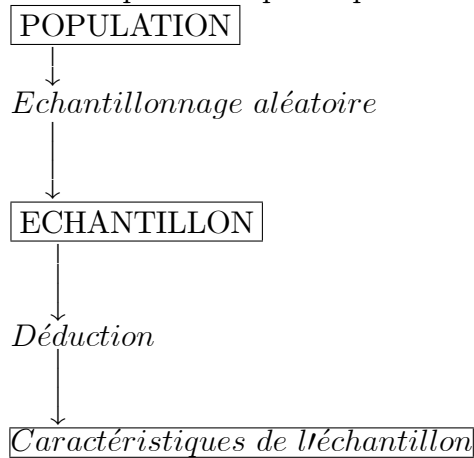 POPULATION
Echantillonnage aléatoire
ECHANTILLON
Déduction
Caractéristiques de l'échantillon